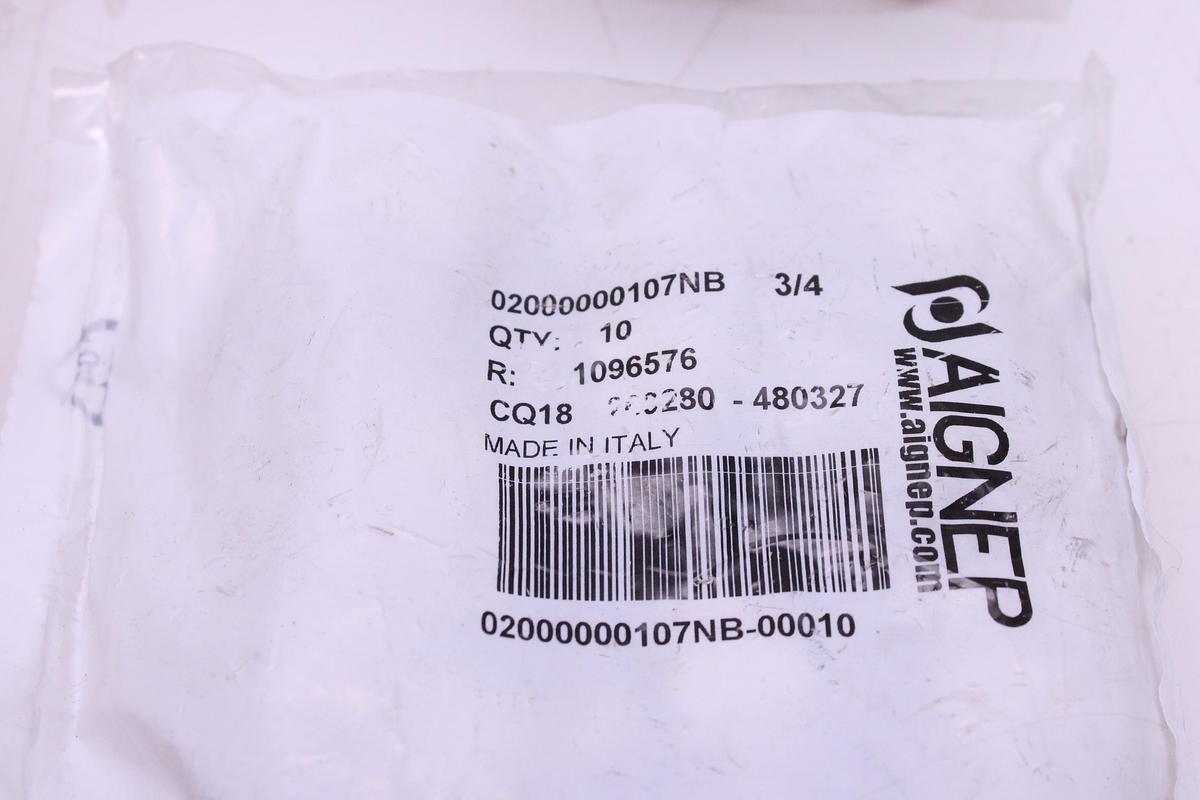 02000000107NB 3/4
QTY: 10
R: 1096576
CQ18 - 480327
MADE IN ITALY
02000000107NB-00010
AIGNEP
www.aignep.com